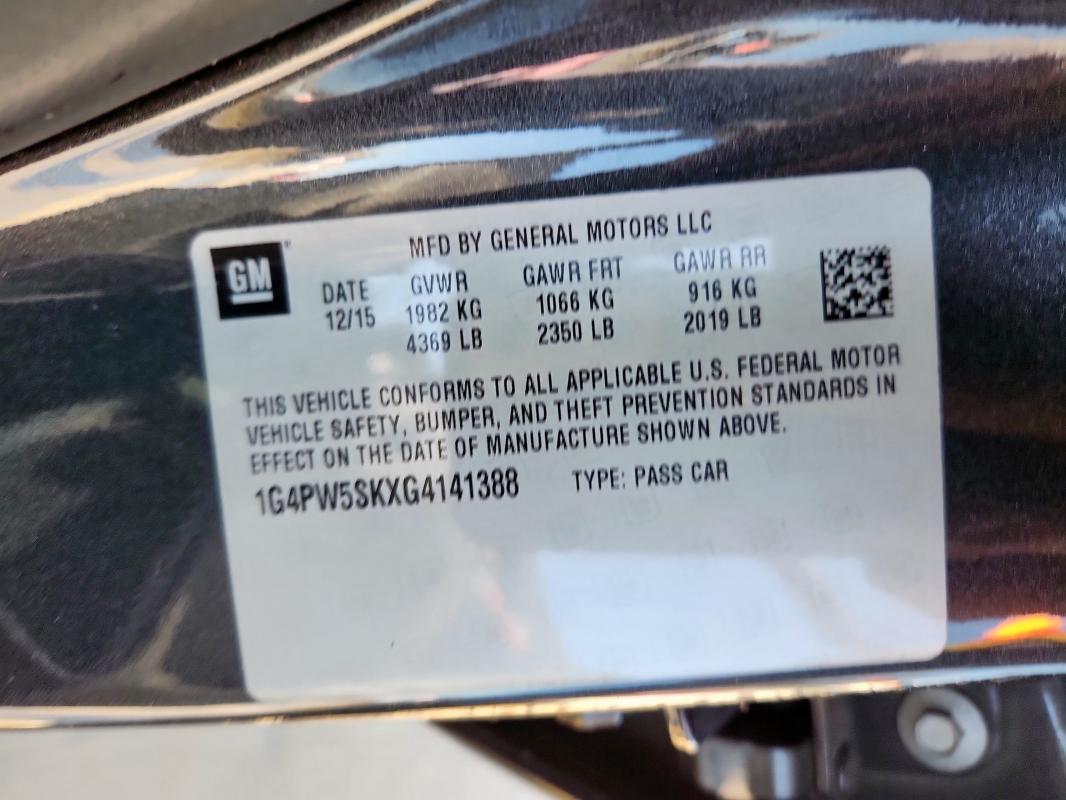 MFD BY GENERAL MOTORS LLC
GM
DATE GVWR GAWR FRT GAWR RR
12/15 1982 KG 1066 KG 916 KG
4369 LB 2350 LB 2019 LB
THIS VEHICLE CONFORMS TO ALL APPLICABLE U.S. FEDERAL MOTOR
VEHICLE SAFETY, BUMPER, AND THEFT PREVENTION STANDARDS IN
EFFECT ON THE DATE OF MANUFACTURE SHOWN ABOVE.
1G4PW5SKXG4141388 TYPE: PASS CAR